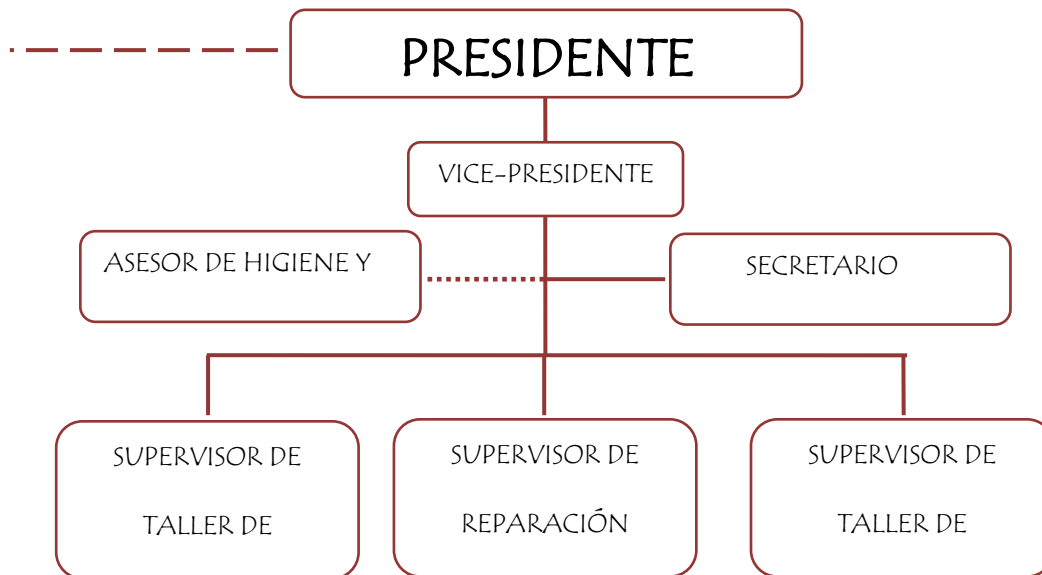 PRESIDENTE
VICE-PRESIDENTE
ASESOR DE HIGIENE Y
SECRETARIO
SUPERVISOR DE
TALLER DE
SUPERVISOR DE
REPARACIÓN
SUPERVISOR DE
TALLER DE